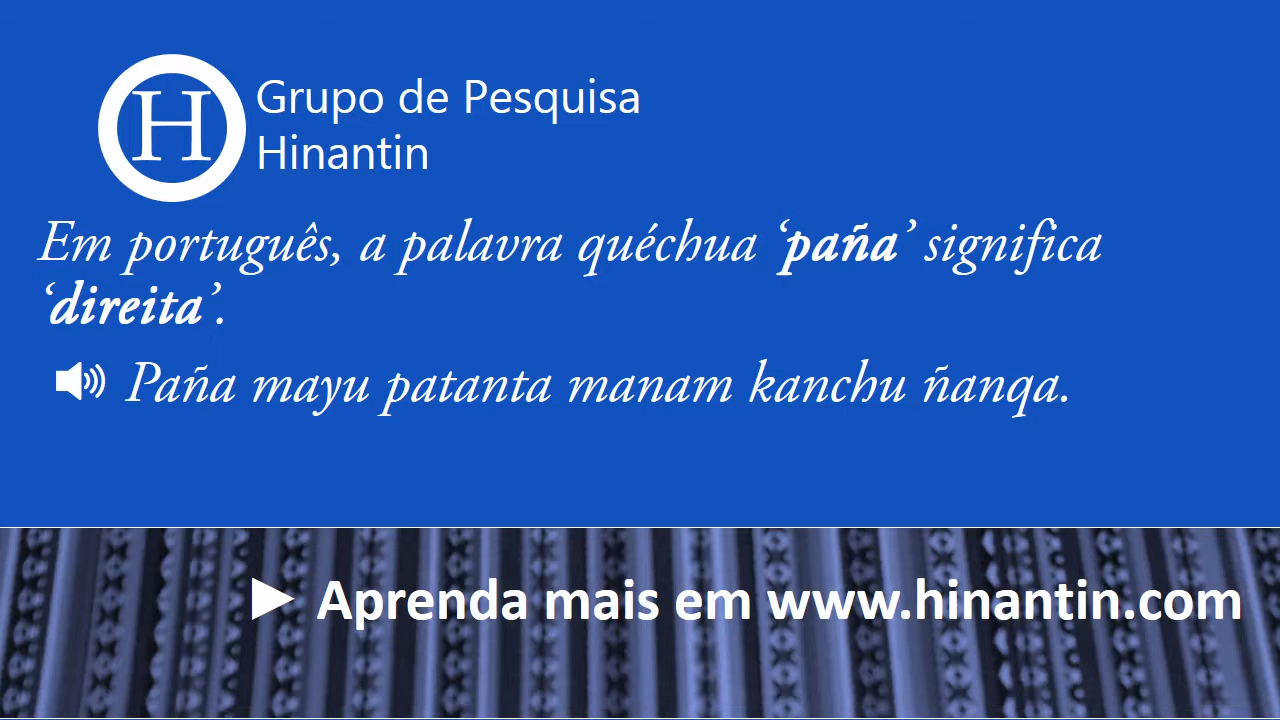 H
Grupo de Pesquisa
Hinantin
Em português, a palavra quéchua ‘paña’ significa
‘direita’.
Paña mayu patanta manam kanchu ñanqa.
Aprenda mais em www.hinantin.com